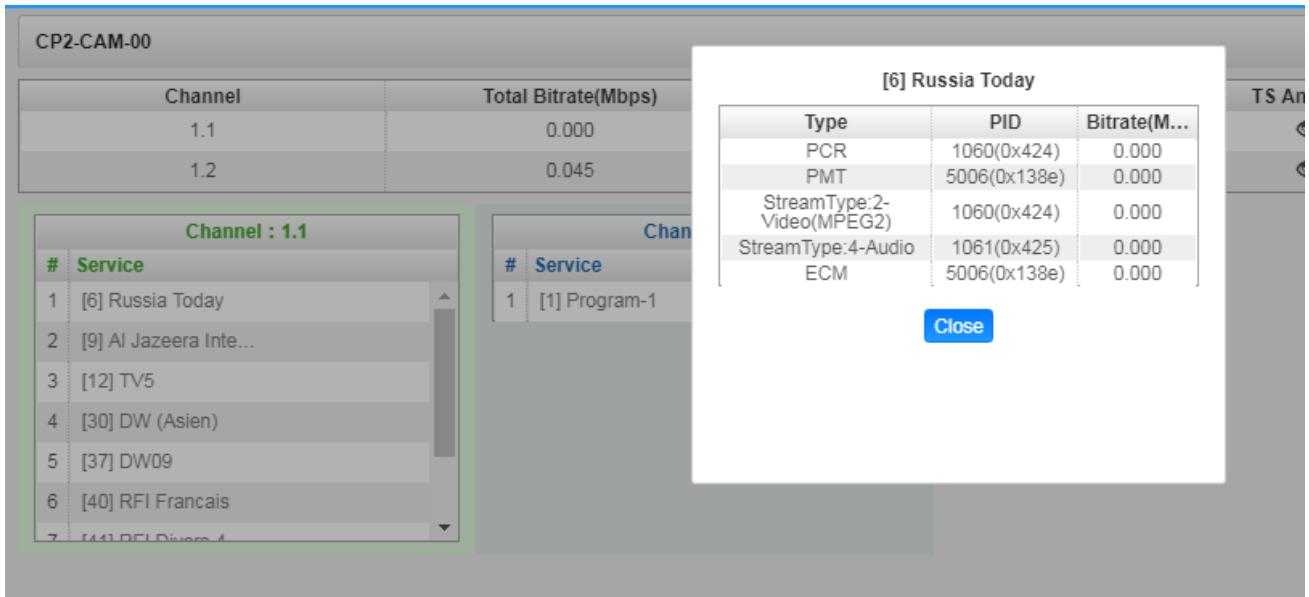 CP2-CAM-00
Channel Total Bitrate(Mbps) TS An
1.1 0.000
1.2 0.045
Channel : 1.1
# Service
1 [6] Russia Today
2 [9] Al Jazeera Inte...
3 [12] TV5
4 [30] DW (Asien)
5 [37] DW09
6 [40] RFI Francais
Chan
# Service
1 [1] Program-1
[6] Russia Today
Type PID Bitrate(M...
PCR 1060(0x424) 0.000
PMT 5006(0x138e) 0.000
StreamType:2-
Video(MPEG2) 1060(0x424) 0.000
StreamType:4-Audio 1061(0x425) 0.000
ECM 5006(0x138e) 0.000
Close